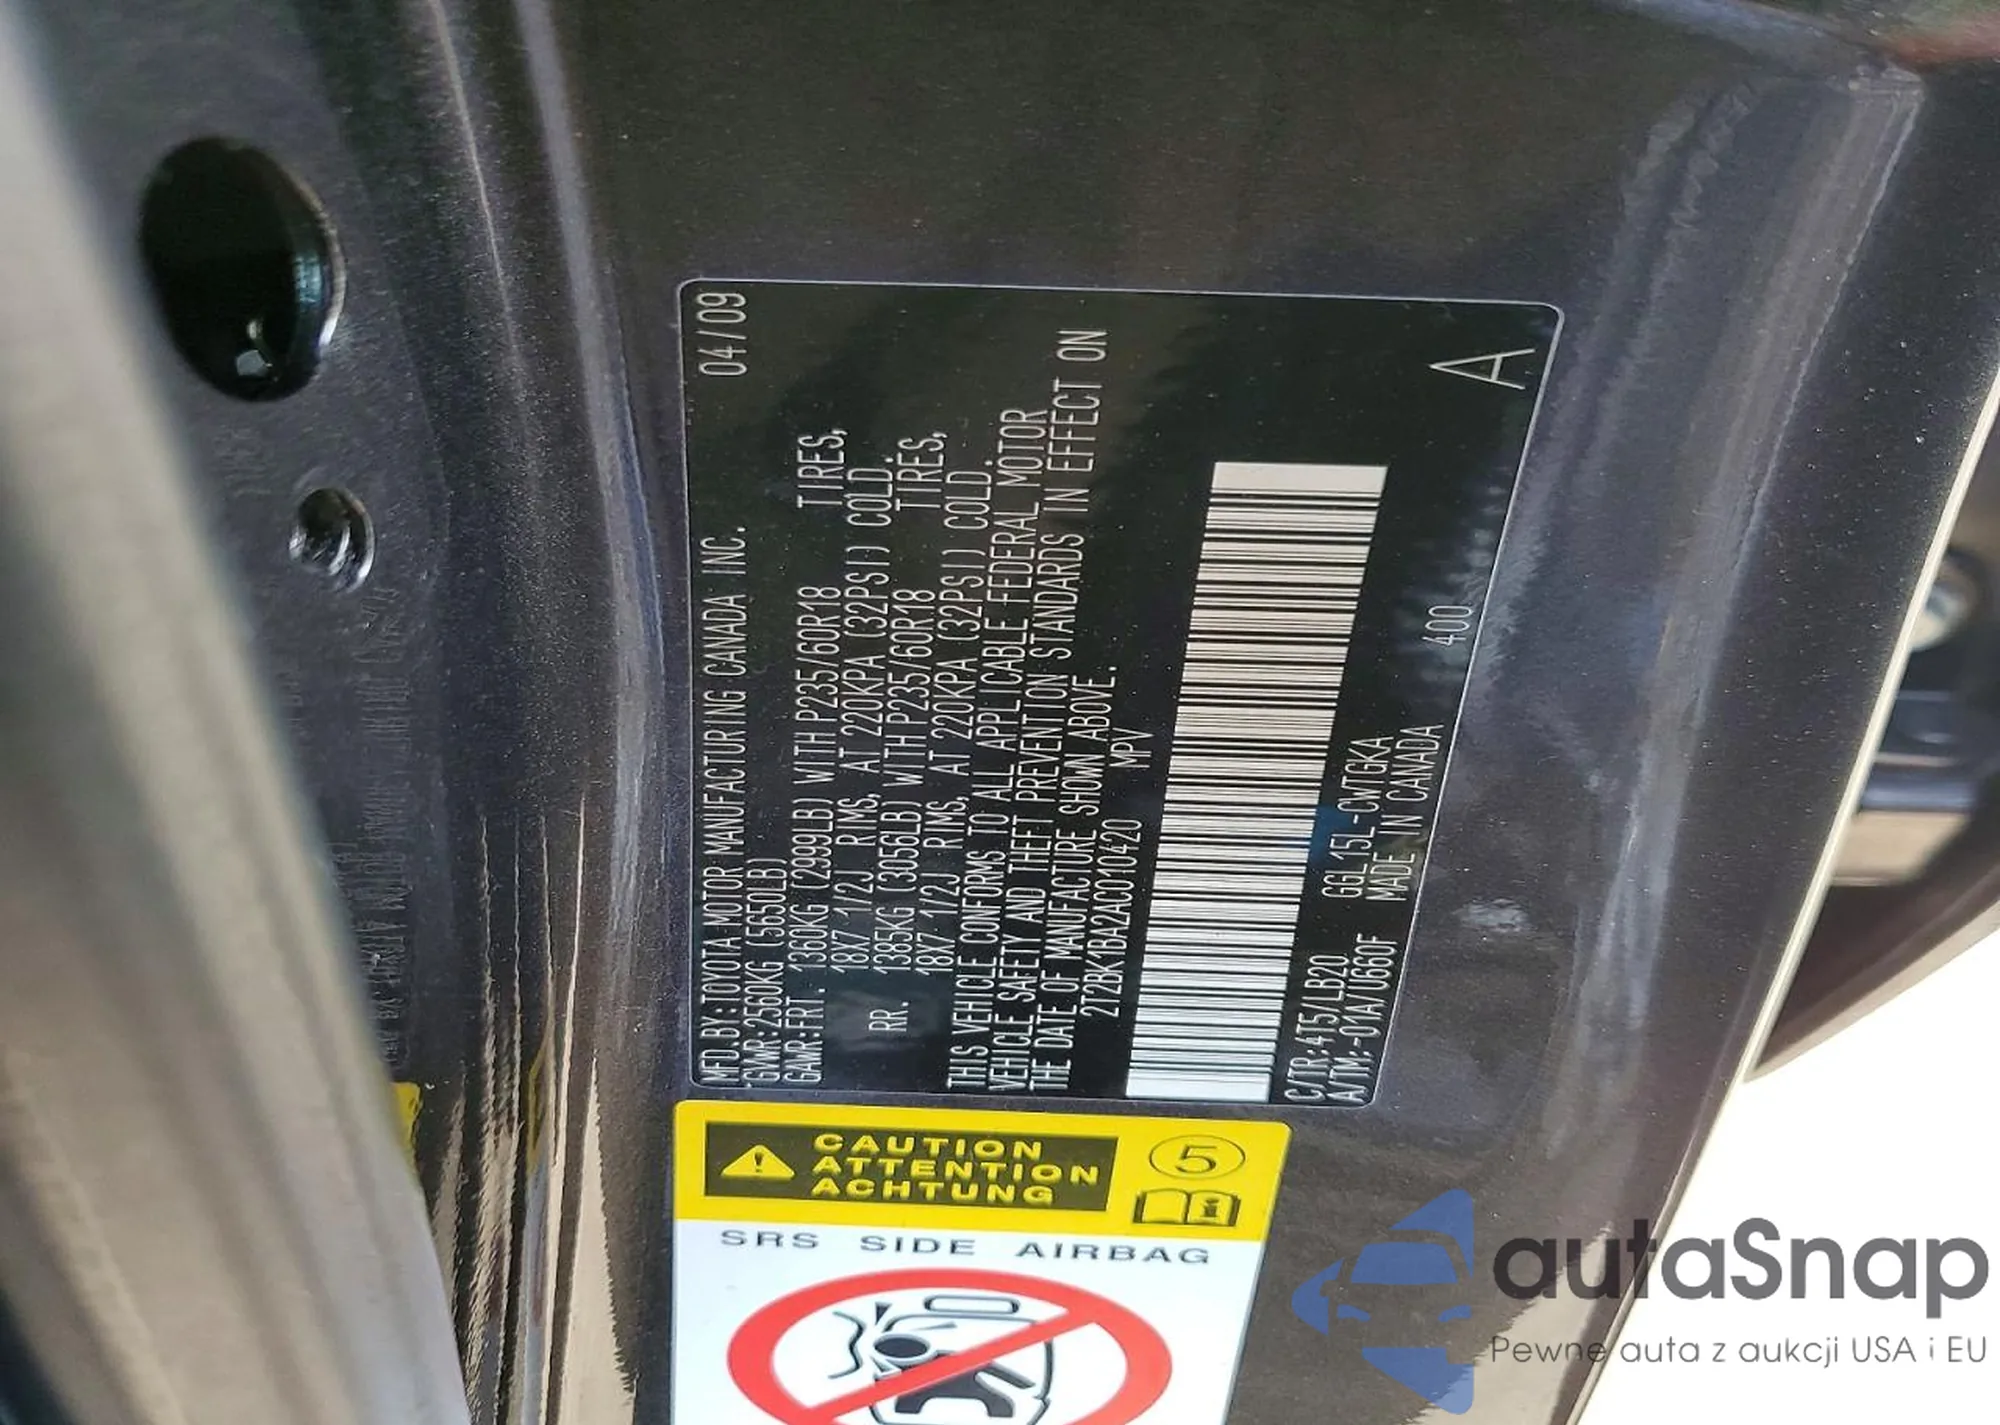 MFD.BY:TOYOTA MOTOR MANUFACTURING CANADA INC. 04/09
GVWR:2560KG (5650LB)
GAWR:FRT. 1360KG (2999LB) WITH P235/60R18 TIRES,
18X7 1/2J RIMS, AT 220KPA (32PSI) COLD.
RR. 1385KG (3056LB) WITH P235/60R18 TIRES,
18X7 1/2J RIMS, AT 220KPA (32PSI) COLD.
THIS VEHICLE CONFORMS TO ALL APPLICABLE FEDERAL MOTOR
VEHICLE SAFETY AND THEFT PREVENTION STANDARDS IN EFFECT ON
THE DATE OF MANUFACTURE SHOWN ABOVE.
2T2BK1BA2AC010420 MPV
C/TR:4T5/LB20 GGL15L-CWTGKA
A/TM:-01A/U660F MADE IN CANADA 400
A
CAUTION
ATTENTION
ACHTUNG
5
SRS SIDE AIRBAG
autaSnap
Pewne auta z aukcji USA i EU